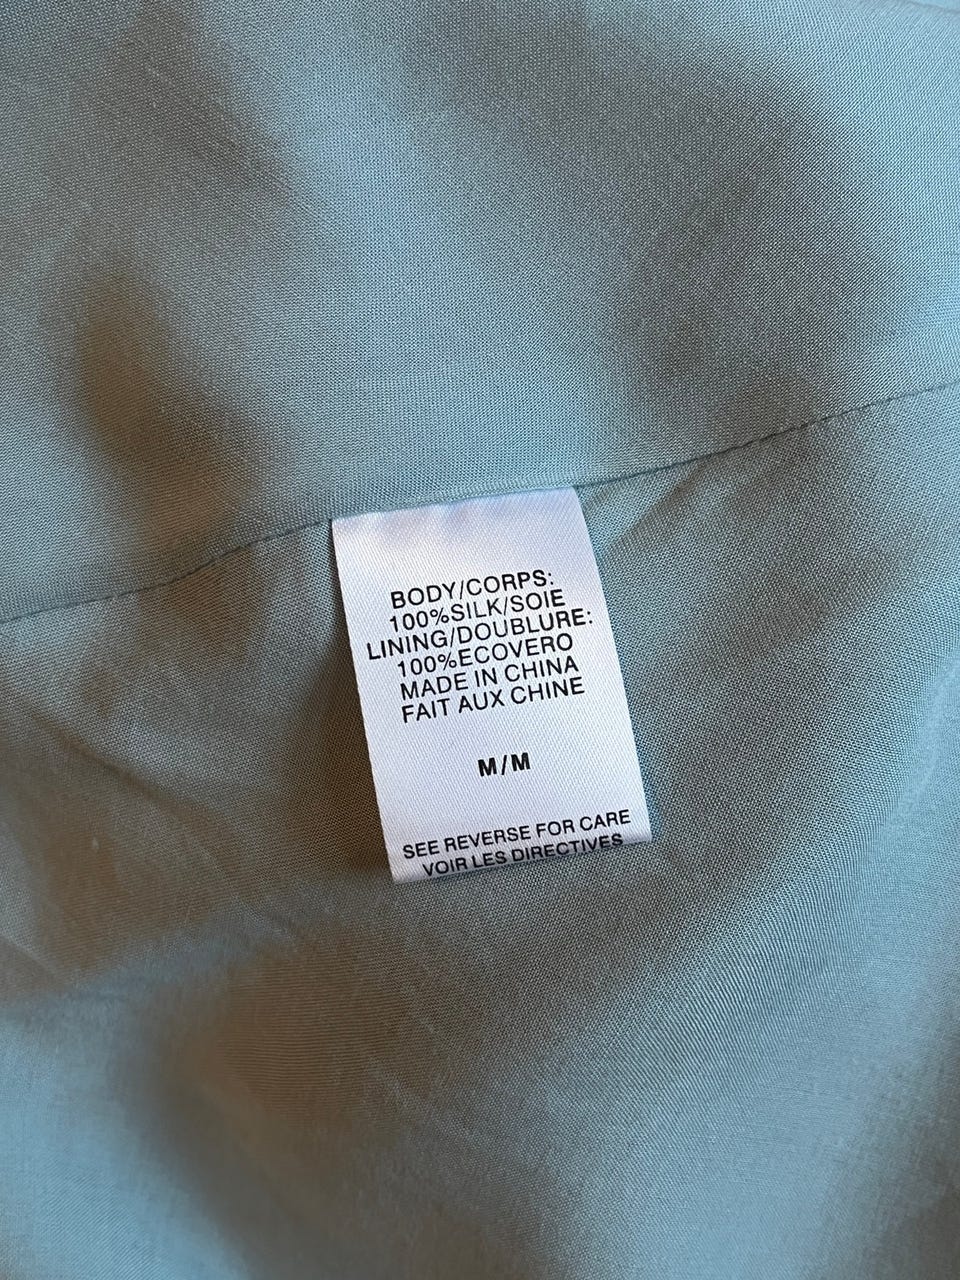 BODY/CORPS:
100%SILK/SOIE
LINING/DOUBLURE:
100%ECOVERO
MADE IN CHINA
FAIT AUX CHINE
M/M
SEE REVERSE FOR CARE
VOIR LES DIRECTIVES